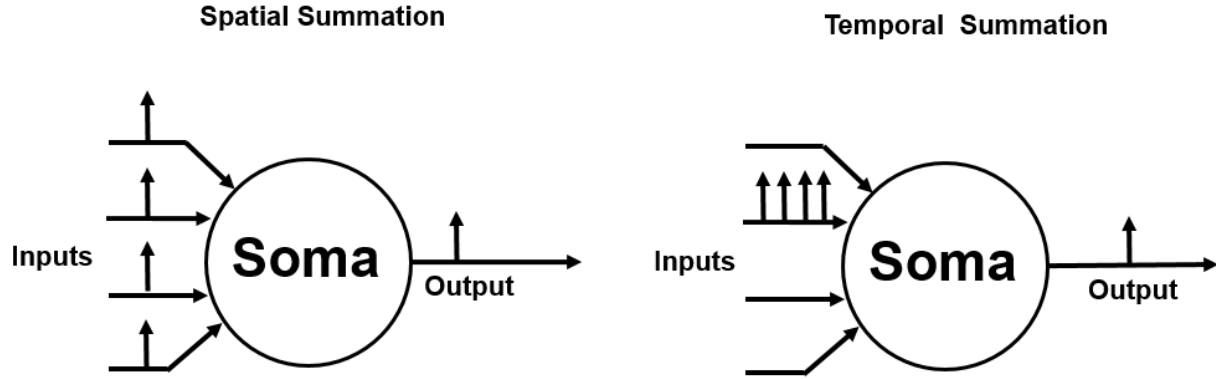 Spatial Summation
Temporal  Summation
Inputs
Soma
Output
Inputs
Soma
Output